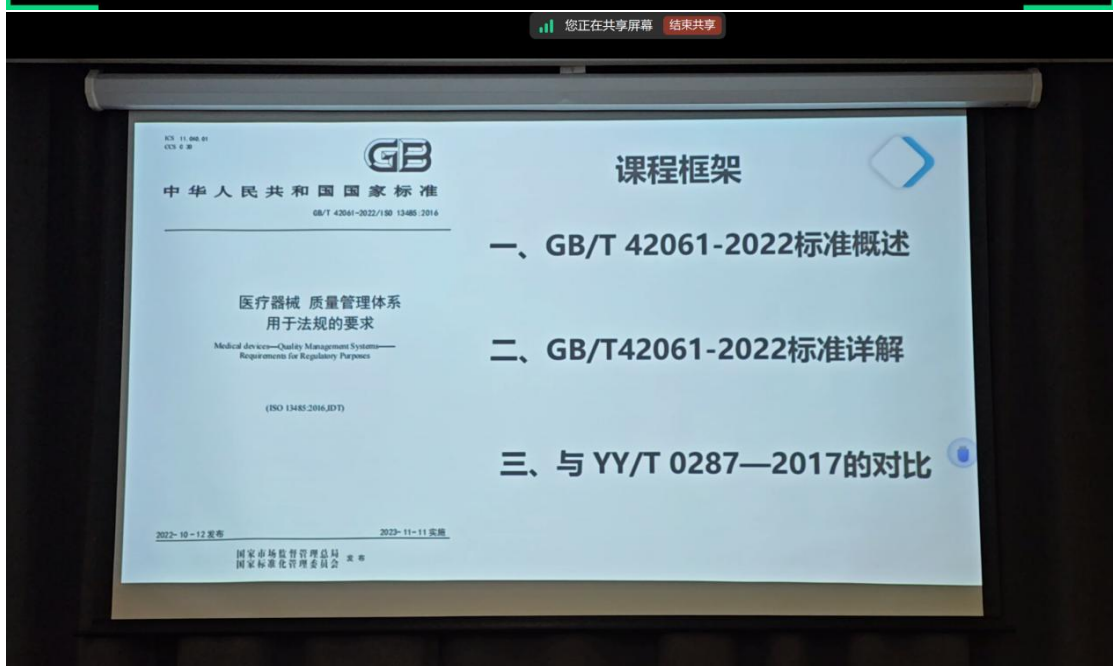 您正在共享屏幕 结束共享
ICS 11.040.01
GB
中华人民共和国国家标准
GB/T 42061-2022/ISO 13485:2016
医疗器械 质量管理体系
用于法规的要求
Medical devices—Quality Management Systems—
Requirements for Regulatory Purposes
(ISO 13485:2016,IDT)
2022-10-12发布
2023-11-11实施
国家市场监督管理总局
国家标准化管理委员会
发布
课程框架
一、GB/T 42061-2022标准概述
二、GB/T42061-2022标准详解
三、与 YY/T 0287—2017的对比